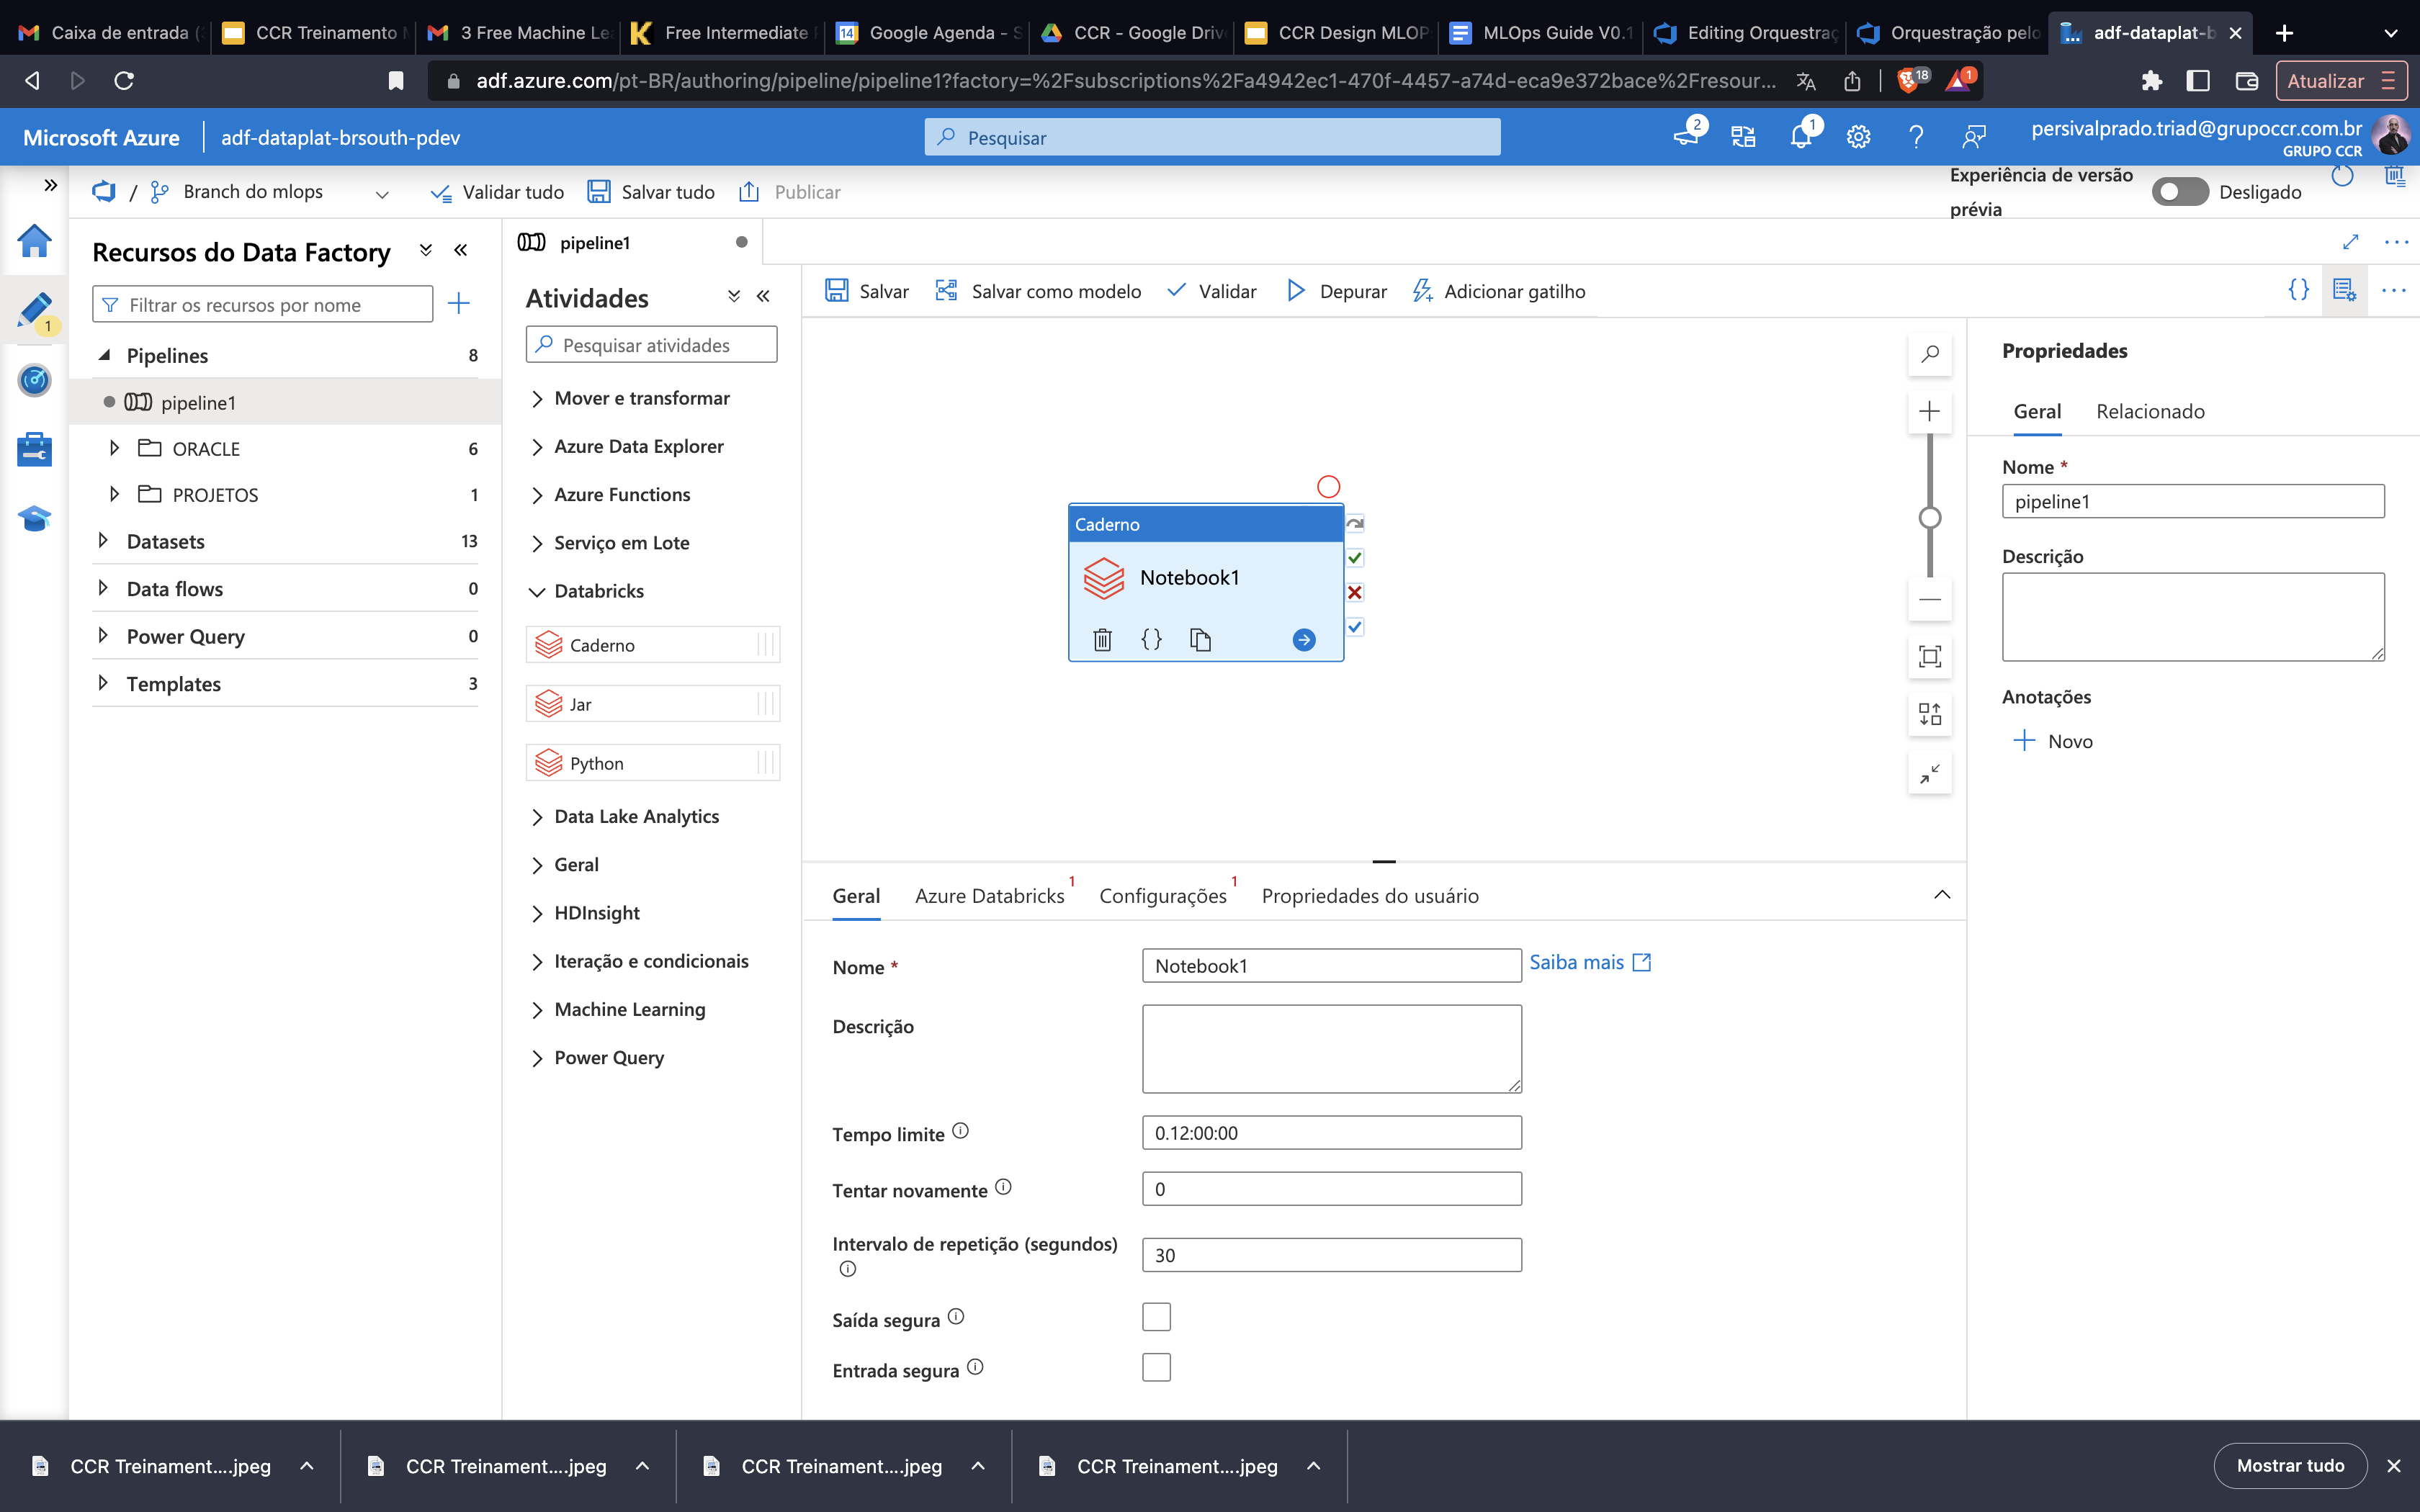 Caixa de entrada (
CCR Treinamento M
3 Free Machine Le
Free Intermediate
Google Agenda - S
CCR - Google Drive
CCR Design MLOP
MLOps Guide V0.1
Editing Orquestraç
Orquestração pelo
adf-dataplat-b
adf.azure.com/pt-BR/authoring/pipeline/pipeline1?factory=%2Fsubscriptions%2Fa4942ec1-470f-4457-a74d-eca9e372bace%2Fresour...
18
1
Atualizar
Microsoft Azure
adf-dataplat-brsouth-pdev
Pesquisar
2
1
persivalprado.triad@grupoccr.com.br
GRUPO CCR
/ Branch do mlops
Validar tudo
Salvar tudo
Publicar
Experiência de versão
prévia
Desligado
1
Recursos do Data Factory
Filtrar os recursos por nome
Pipelines 8
pipeline1
ORACLE 6
PROJETOS 1
Datasets 13
Data flows 0
Power Query 0
Templates 3
pipeline1
Atividades
Pesquisar atividades
Mover e transformar
Azure Data Explorer
Azure Functions
Serviço em Lote
Databricks
Caderno
Jar
Python
Data Lake Analytics
Geral
HDInsight
Iteração e condicionais
Machine Learning
Power Query
Salvar
Salvar como modelo
Validar
Depurar
Adicionar gatilho
Caderno
Notebook1
Geral
Azure Databricks 1
Configurações 1
Propriedades do usuário
Nome *
Notebook1
Saiba mais
Descrição
Tempo limite
0.12:00:00
Tentar novamente
0
Intervalo de repetição (segundos)
30
Saída segura
Entrada segura
Propriedades
Geral
Relacionado
Nome *
pipeline1
Descrição
Anotações
Novo
CCR Treinament....jpeg
CCR Treinament....jpeg
CCR Treinament....jpeg
CCR Treinament....jpeg
Mostrar tudo